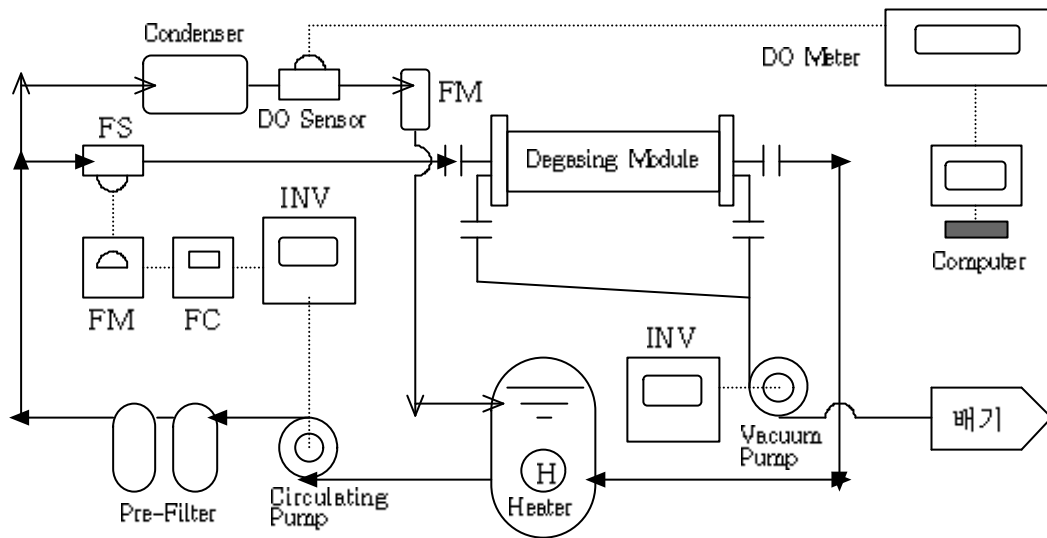 Condenser
DO Sensor
FM
DO Meter
FS
Degasing Module
INV
FM
FC
Computer
INV
Vacuum
Pump
배기
H
Heater
Circulating
Pump
Pre-Filter